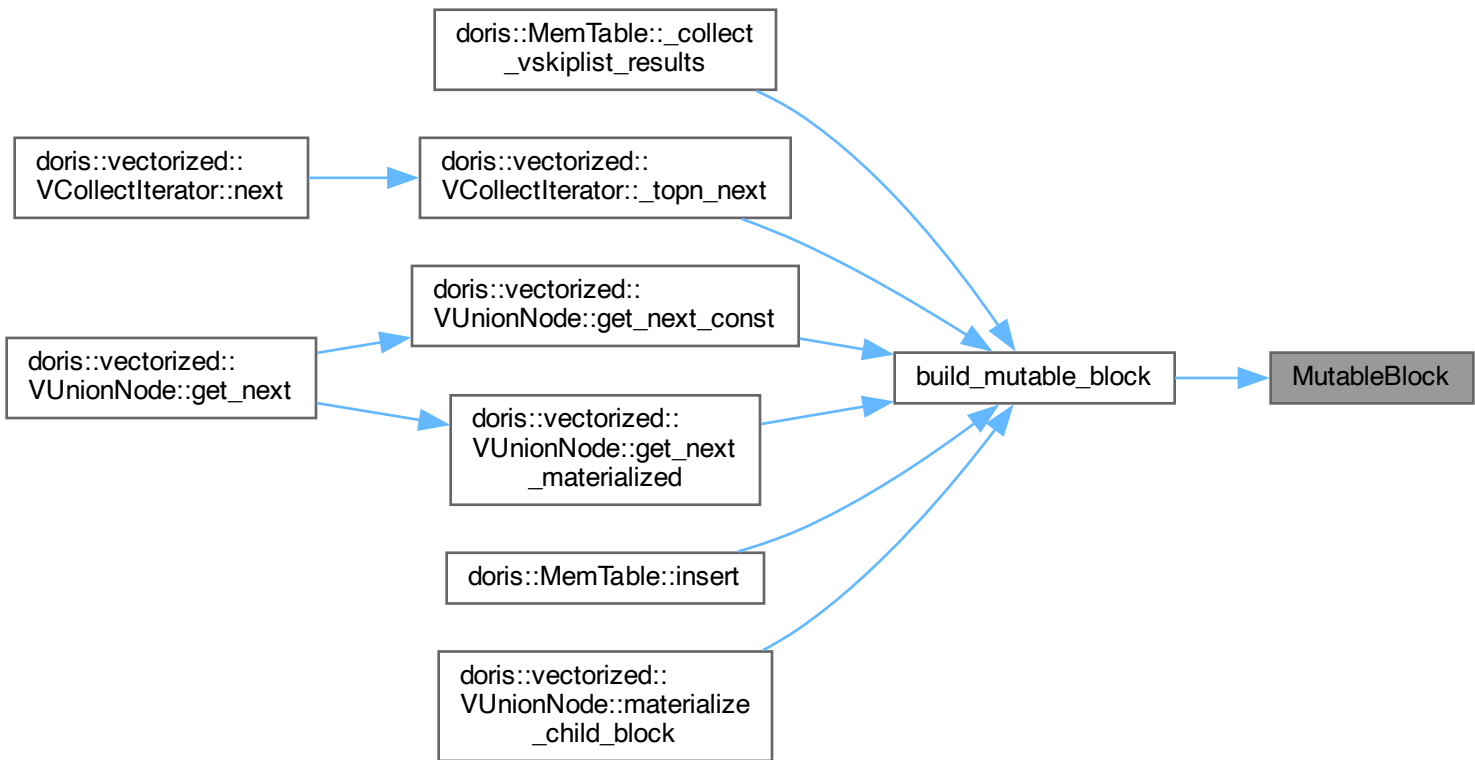 doris::MemTable::_collect
_vskiplist_results
doris::vectorized::
VCollectIterator::next
doris::vectorized::
VCollectIterator::_topn_next
doris::vectorized::
VUnionNode::get_next_const
doris::vectorized::
VUnionNode::get_next
build_mutable_block
MutableBlock
doris::vectorized::
VUnionNode::get_next
_materialized
doris::MemTable::insert
doris::vectorized::
VUnionNode::materialize
_child_block